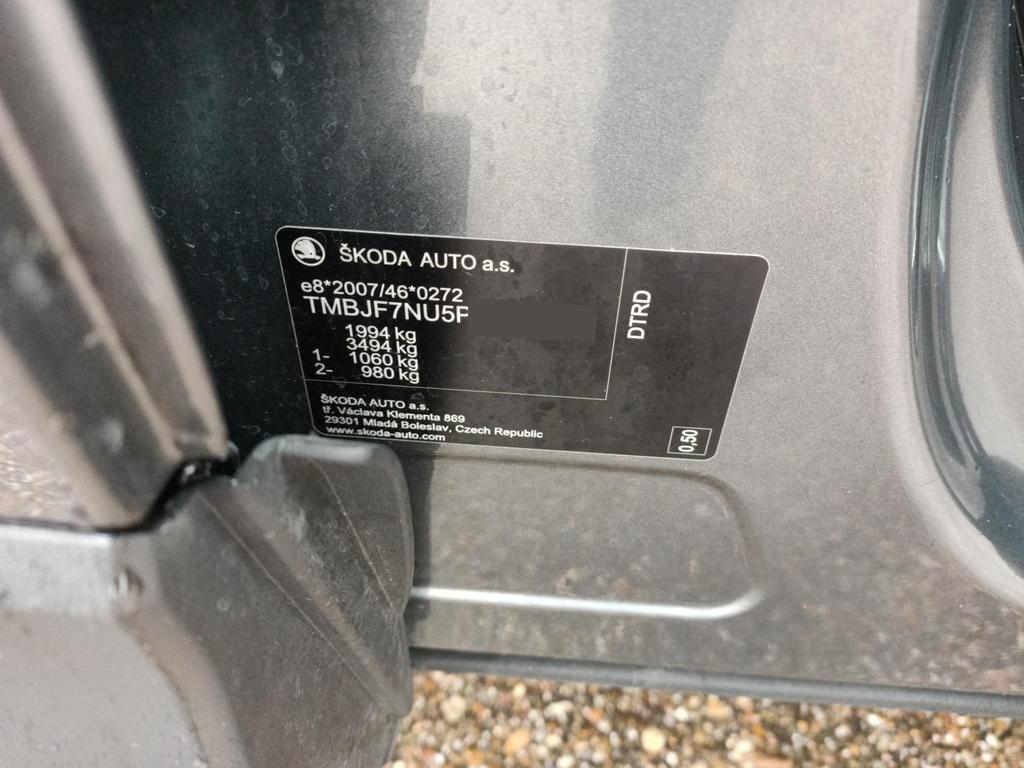 ŠKODA AUTO a.s.
e8*2007/46*0272
TMBJF7NU5P
1994 kg
3494 kg
1- 1060 kg
2- 980 kg
DTRD
ŠKODA AUTO a.s.
tř. Václava Klementa 869
29301 Mladá Boleslav, Czech Republic
www.skoda-auto.com
0,50